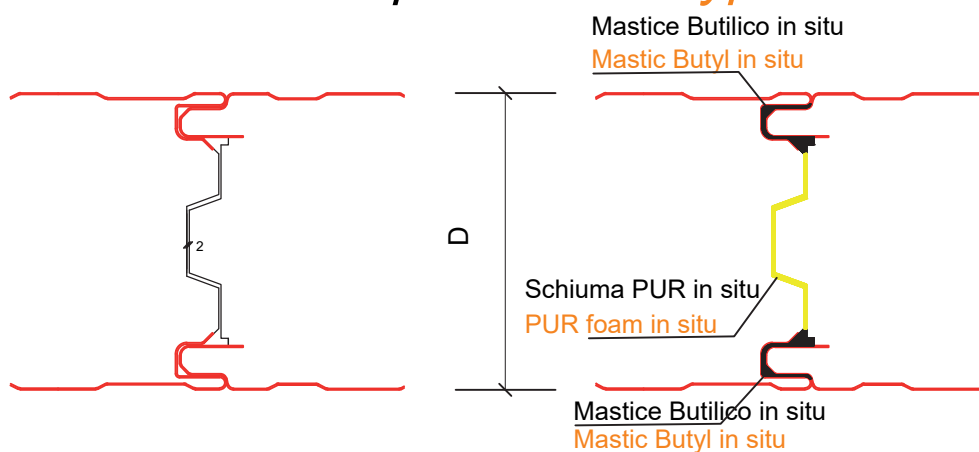 Mastice Butilico in situ
Mastic Butyl in situ
2
D
Schiuma PUR in situ
PUR foam in situ
Mastice Butilico in situ
Mastic Butyl in situ